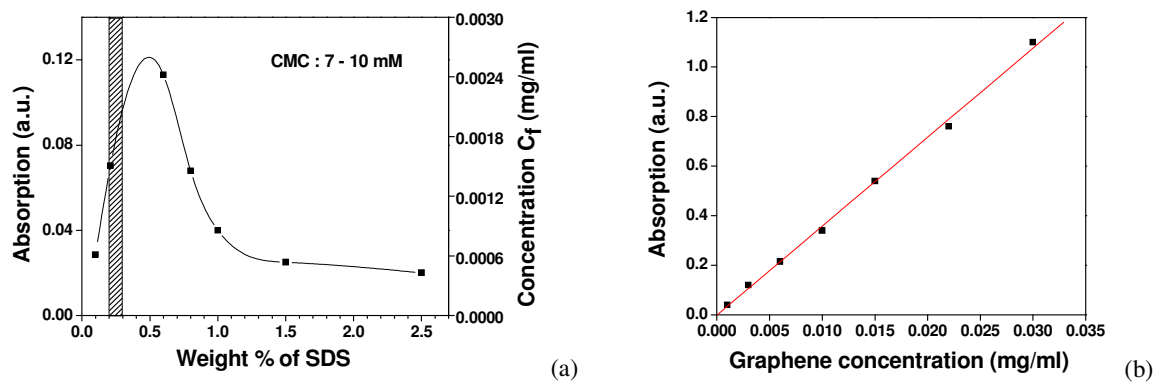 CMC : 7 - 10 mM
Absorption (a.u.)
0.12
0.08
0.04
0.00
0.0 0.5 1.0 1.5 2.0 2.5
Weight % of SDS
0.0030
0.0024
0.0018
0.0012
0.0006
0.0000
Concentration Cf (mg/ml)
(a)
Absorption (a.u.)
1.2
1.0
0.8
0.6
0.4
0.2
0.0
0.000 0.005 0.010 0.015 0.020 0.025 0.030 0.035
Graphene concentration (mg/ml)
(b)